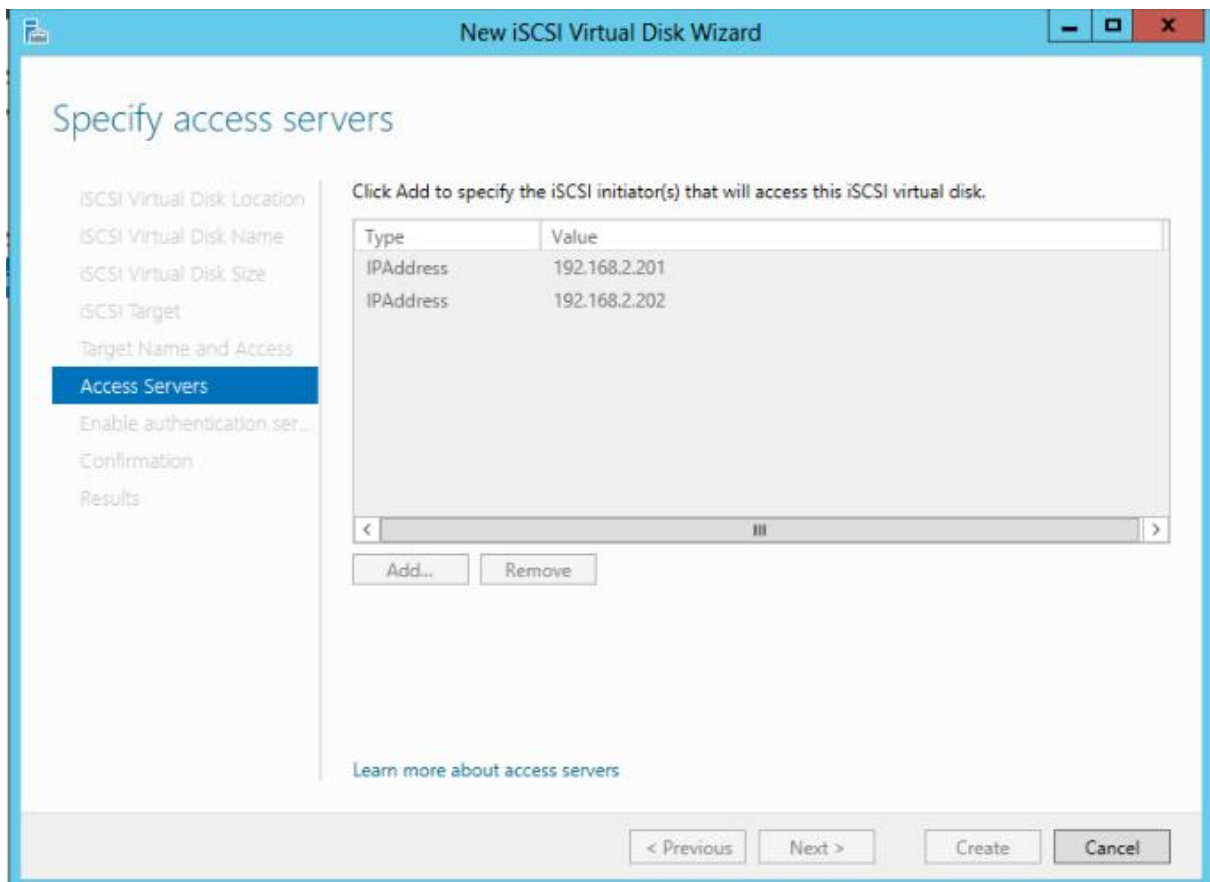 New iSCSI Virtual Disk Wizard
Specify access servers
iSCSI Virtual Disk Location
iSCSI Virtual Disk Name
iSCSI Virtual Disk Size
iSCSI Target
Target Name and Access
Access Servers
Enable authentication ser...
Confirmation
Results
Click Add to specify the iSCSI initiator(s) that will access this iSCSI virtual disk.
Type Value
IPAddress 192.168.2.201
IPAddress 192.168.2.202
Add... Remove
Learn more about access servers
< Previous Next > Create Cancel